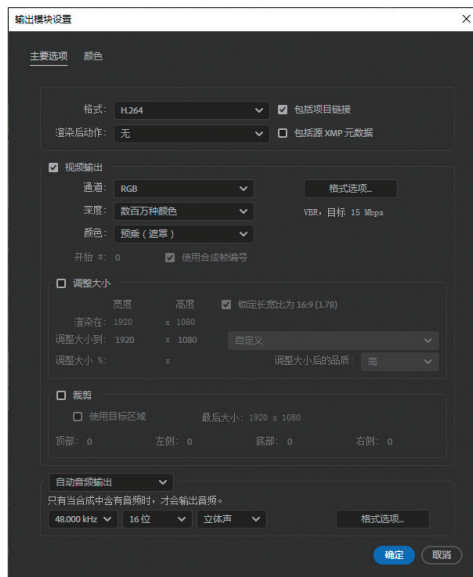 输出模块设置
主要选项 颜色
格式: H.264 包括项目链接
渲染后动作: 无 包括源 XMP 元数据
视频输出
通道: RGB 格式选项...
深度: 数百万种颜色 VBR，目标 15 Mbps
颜色: 预乘（遮罩）
开始 #: 0 使用合成帧编号
调整大小
宽度 高度 锁定长宽比为 16:9 (1.78)
渲染在: 1920 x 1080
调整大小到: 1920 x 1080 自定义
调整大小 %: x 调整大小后的品质: 高
裁剪
使用目标区域 最后大小: 1920 x 1080
顶部: 0 左侧: 0 底部: 0 右侧: 0
自动音频输出
只有当合成中含有音频时，才会输出音频。
48.000 kHz 16 位 立体声 格式选项...
确定 取消